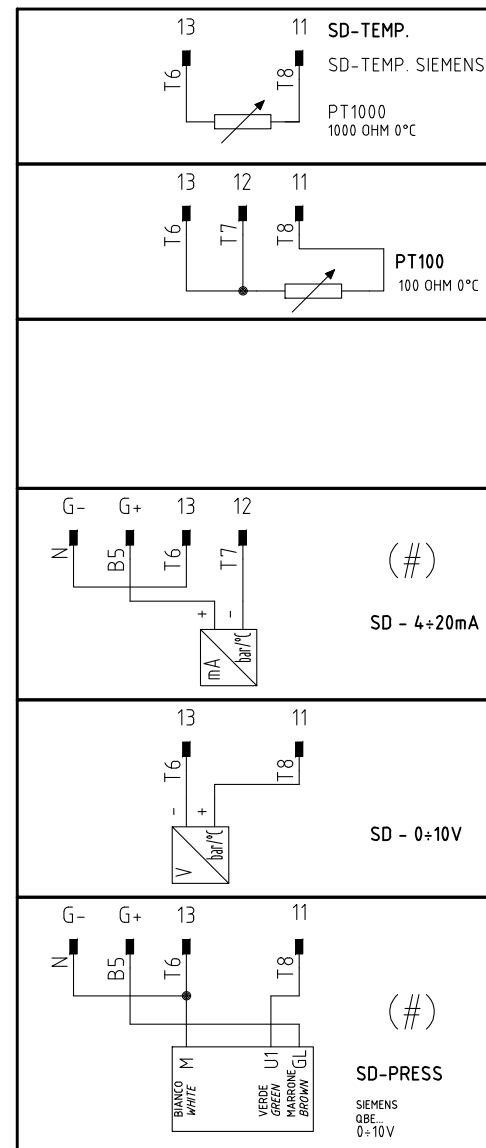 13 11 SD-TEMP.
T6 T8 SD-TEMP. SIEMENS
PT1000
1000 OHM 0°C
13 12 11
T6 T7 T8
PT100
100 OHM 0°C
G- G+ 13 12
N B5 T6 T7
(#)
+ -
SD - 4÷20mA
mA bar/°C
13 11
T6 T8
- +
SD - 0÷10V
V bar/°C
G- G+ 13 11
N B5 T6 T8
(#)
M U1 GL
BIANCO VERDE MARRONE
WHITE GREEN BROWN
SD-PRESS
SIEMENS
QBE...
0÷10V